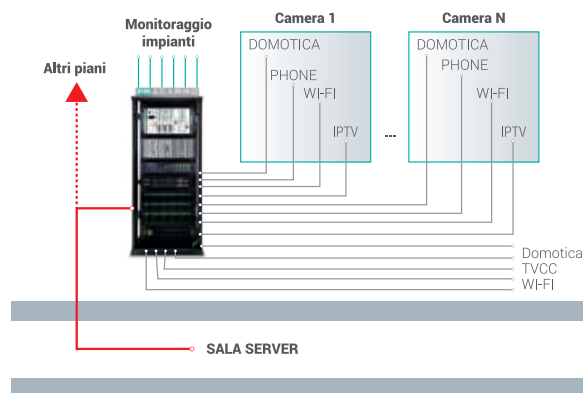 Monitoraggio
impianti
Altri piani
Camera 1
DOMOTICA
PHONE
WI-FI
IPTV
...
Camera N
DOMOTICA
PHONE
WI-FI
IPTV
Domotica
TVCC
WI-FI
SALA SERVER